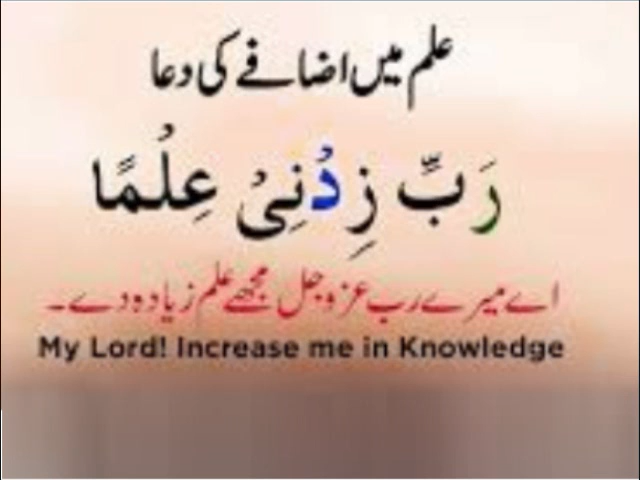 علم میں اضافے کی دعا
رَبِّ زِدْنِیْ عِلْمًا
اے میرے رب عزوجل مجھے علم زیادہ دے۔
My Lord! Increase me in Knowledge